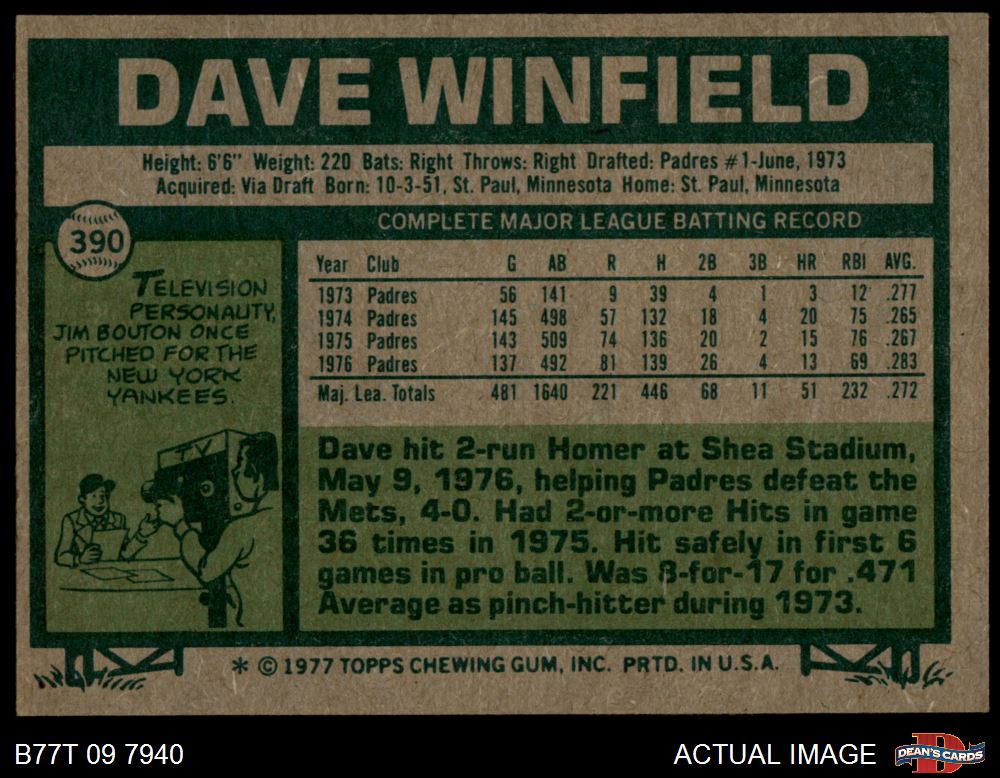 DAVE WINFIELD
Height: 6'6" Weight: 220 Bats: Right Throws: Right Drafted: Padres #1-June, 1973
Acquired: Via Draft Born: 10-3-51, St. Paul, Minnesota Home: St. Paul, Minnesota
390
COMPLETE MAJOR LEAGUE BATTING RECORD
Year Club G AB R H 2B 3B HR RBI AVG.
1973 Padres 56 141 9 39 4 1 3 12 .277
1974 Padres 145 498 57 132 18 4 20 75 .265
1975 Padres 143 509 74 136 20 2 15 76 .267
1976 Padres 137 492 81 139 26 4 13 69 .283
Maj. Lea. Totals 481 1640 221 446 68 11 51 232 .272
TELEVISION
PERSONALITY,
JIM BOUTON ONCE
PITCHED FOR THE
NEW YORK
YANKEES.
TV
Dave hit 2-run Homer at Shea Stadium,
May 9, 1976, helping Padres defeat the
Mets, 4-0. Had 2-or-more Hits in game
36 times in 1975. Hit safely in first 6
games in pro ball. Was 8-for-17 for .471
Average as pinch-hitter during 1973.
* © 1977 TOPPS CHEWING GUM, INC. PRTD. IN U.S.A.
B77T 09 7940
ACTUAL IMAGE
D
DEAN'S CARDS